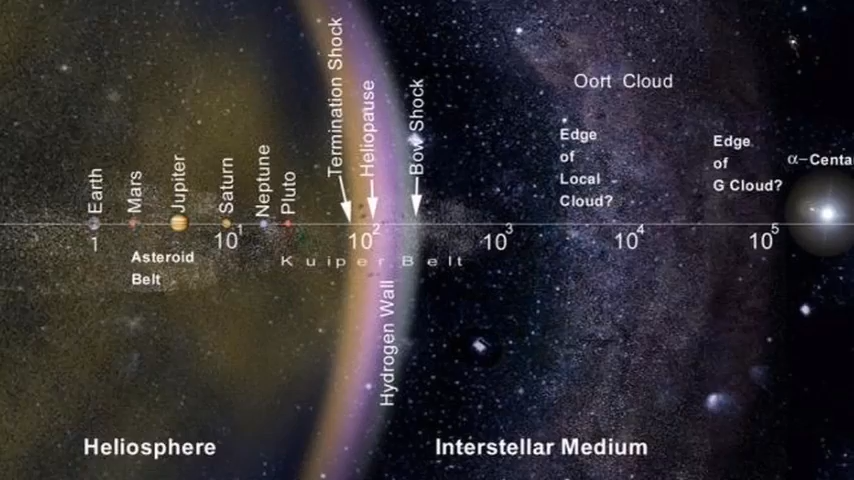 Termination Shock
Heliopause
Bow Shock
Oort Cloud
Edge
of
Local
Cloud?
Edge
of
G Cloud?
α-Centa
Earth
Mars
Jupiter
Saturn
Neptune
Pluto
1
10¹
10²
10³
10⁴
10⁵
Asteroid
Belt
Kuiper Belt
Hydrogen Wall
Heliosphere
Interstellar Medium